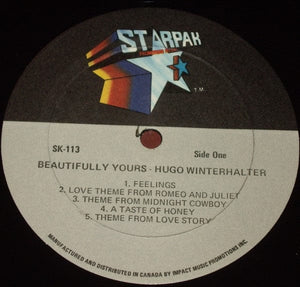 STARPAK
T.M.
SK-113
Side One
BEAUTIFULLY YOURS - HUGO WINTERHALTER
1. FEELINGS
2. LOVE THEME FROM ROMEO AND JULIET
3. THEME FROM MIDNIGHT COWBOY
4. A TASTE OF HONEY
5. THEME FROM LOVE STORY
MANUFACTURED AND DISTRIBUTED IN CANADA BY IMPACT MUSIC PROMOTIONS INC.